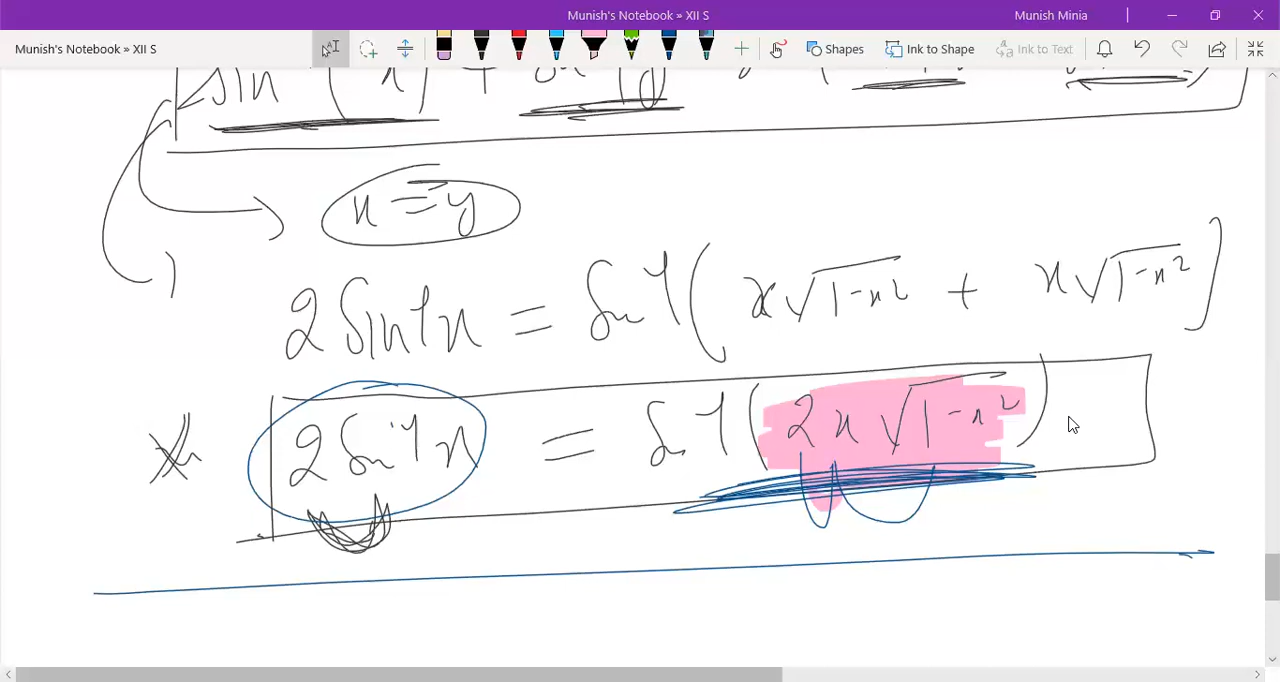 Munish's Notebook » XII S
Munish Minia
Munish's Notebook » XII S
Shapes
Ink to Shape
Ink to Text
sin
x = y
2 Sin⁻¹x = Sin⁻¹(x√1-x² + x√1-x²)
2 Sin⁻¹x = Sin⁻¹(2x√1-x²)